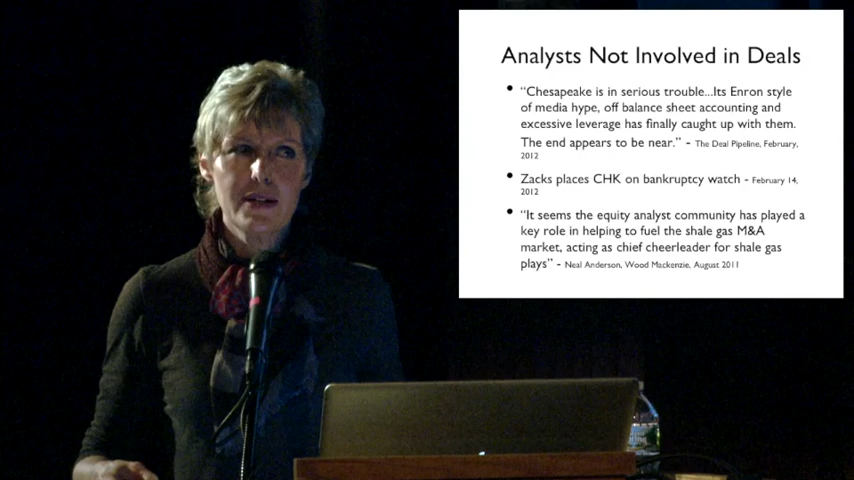 Analysts Not Involved in Deals
• “Chesapeake is in serious trouble...Its Enron style
of media hype, off balance sheet accounting and
excessive leverage has finally caught up with them.
The end appears to be near.” - The Deal Pipeline, February,
2012
• Zacks places CHK on bankruptcy watch - February 14,
2012
• “It seems the equity analyst community has played a
key role in helping to fuel the shale gas M&A
market, acting as chief cheerleader for shale gas
plays” - Neal Anderson, Wood Mackenzie, August 2011